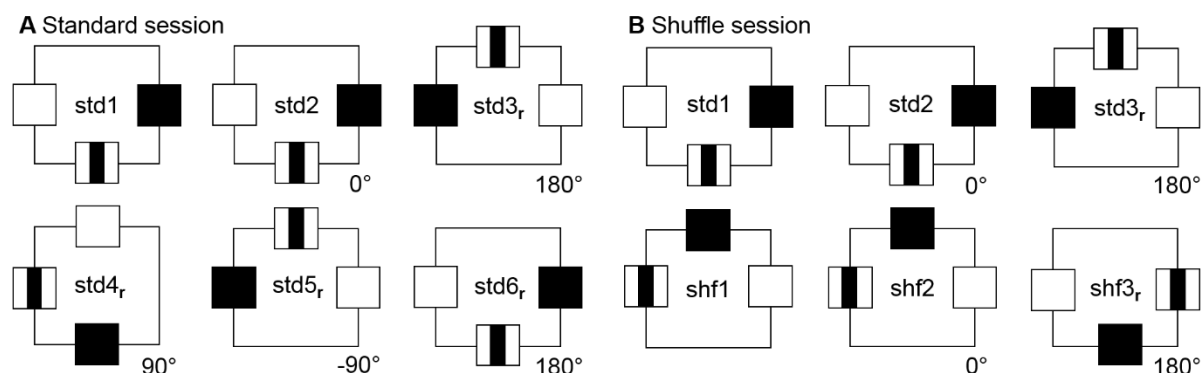 A Standard session
std1
std2
0°
std3r
180°
std4r
90°
std5r
-90°
std6r
180°
B Shuffle session
std1
std2
0°
std3r
180°
shf1
shf2
0°
shf3r
180°